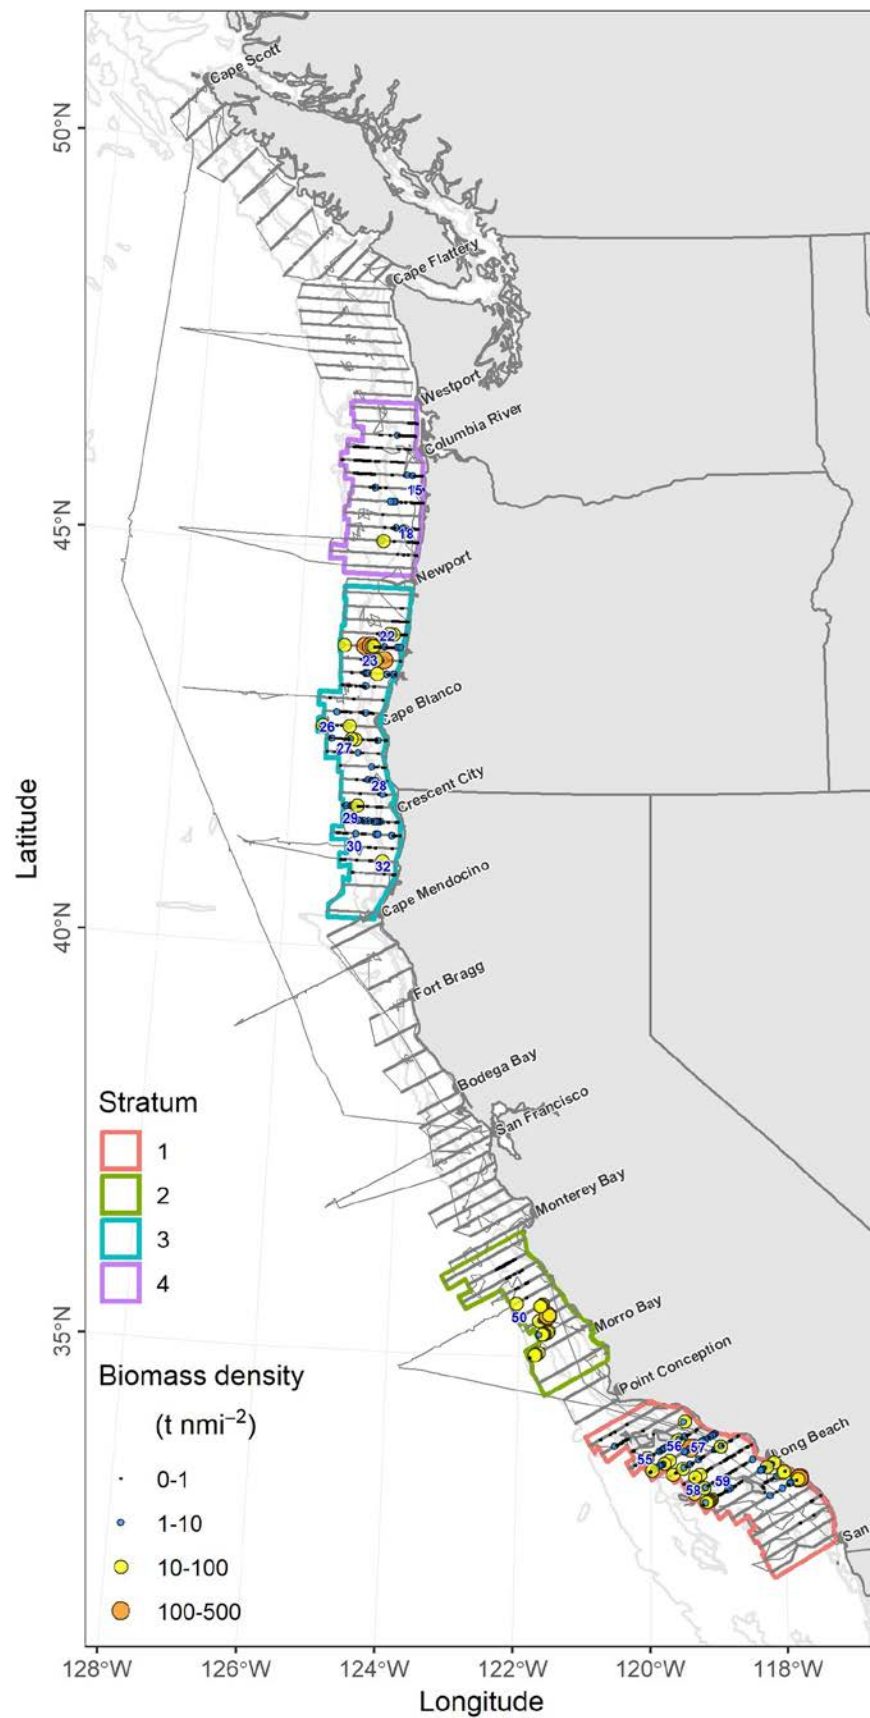 Cape Scott
50°N
Cape Flattery
Westport
Columbia River
15
45°N
18
Newport
22
23
Cape Blanco
26
27
28
Crescent City
29
30
32
Latitude
Cape Mendocino
40°N
Fort Bragg
Bodega Bay
San Francisco
Stratum
1
2
3
4
Monterey Bay
50
Morro Bay
35°N
Point Conception
Biomass density
(t nmi⁻²)
0-1
1-10
10-100
100-500
Long Beach
56
57
55
59
58
San
128°W
126°W
124°W
122°W
120°W
118°W
Longitude